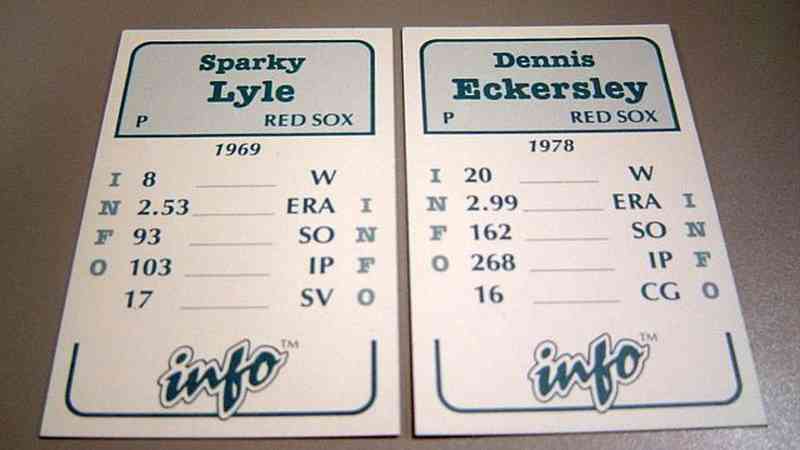 Sparky
Lyle
P RED SOX
1969
I 8 W
N 2.53 ERA I
F 93 SO N
O 103 IP F
17 SV O
info™
Dennis
Eckersley
P RED SOX
1978
I 20 W
N 2.99 ERA I
F 162 SO N
O 268 IP F
16 CG O
info™